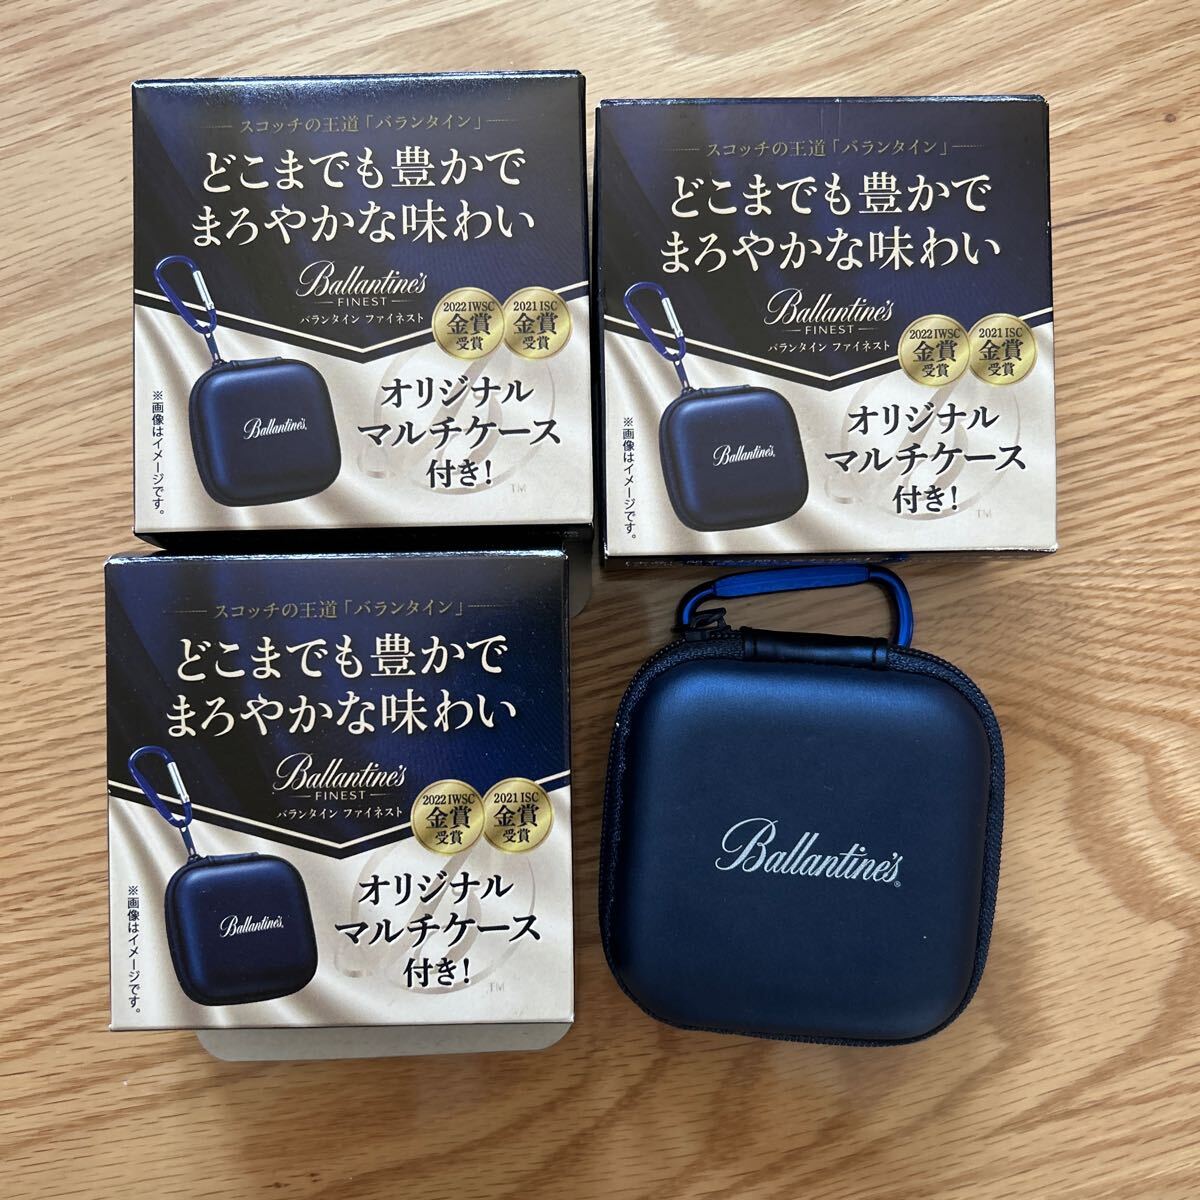 スコッチの王道「バランタイン」
どこまでも豊かで
まろやかな味わい
Ballantine's
FINEST
バランタイン ファイネスト
2022 IWSC
金賞
受賞
2021 ISC
金賞
受賞
Ballantine's
オリジナル
マルチケース
付き!
TM
※画像はイメージです。
スコッチの王道「バランタイン」
どこまでも豊かで
まろやかな味わい
Ballantine's
FINEST
バランタイン ファイネスト
2022 IWSC
金賞
受賞
2021 ISC
金賞
受賞
Ballantine's
オリジナル
マルチケース
付き!
TM
※画像はイメージです。
スコッチの王道「バランタイン」
どこまでも豊かで
まろやかな味わい
Ballantine's
FINEST
バランタイン ファイネスト
2022 IWSC
金賞
受賞
2021 ISC
金賞
受賞
Ballantine's
オリジナル
マルチケース
付き!
TM
※画像はイメージです。
Ballantine's®